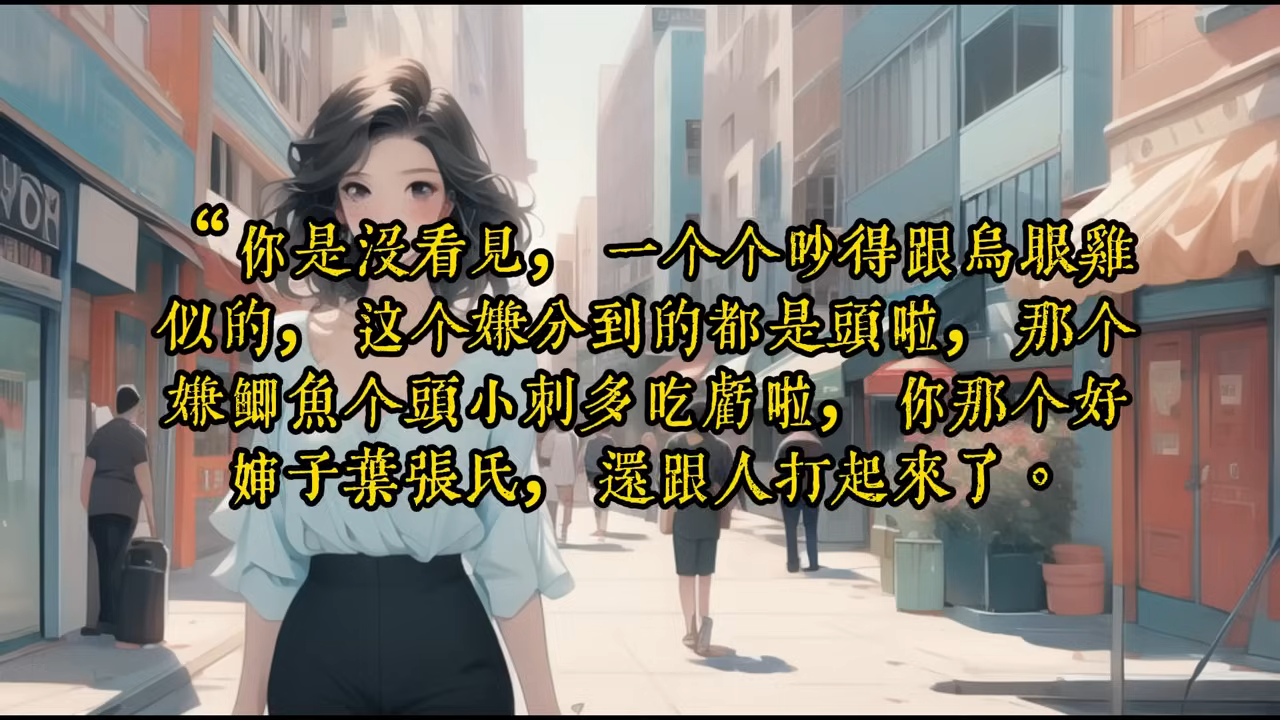 “你是没看見， 一个个吵得跟烏眼雞
似的， 这个嫌分到的都是頭啦， 那个
嫌鯽魚个頭小刺多吃虧啦， 你那个好
婶子葉張氏， 還跟人打起來了。